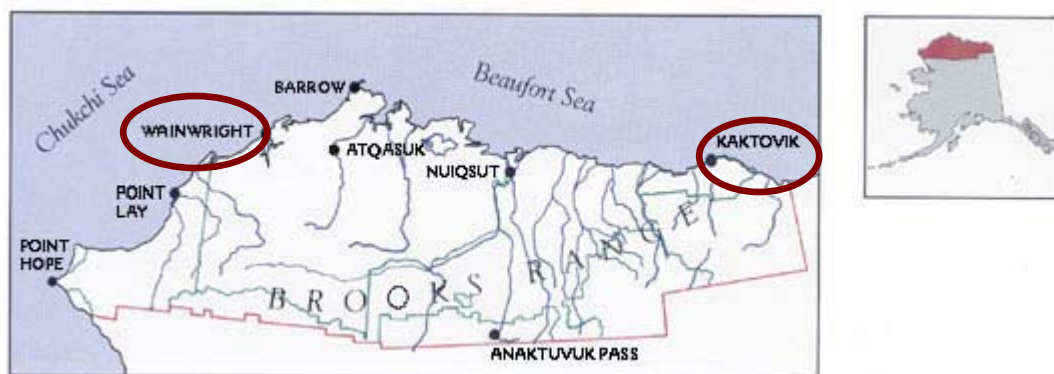 Chukchi Sea
Beaufort Sea
BARROW
WAINWRIGHT
ATQASUK
KAKTOVIK
NUIQSUT
POINT
LAY
POINT
HOPE
BROOKS RANGE
ANAKTUVUK PASS